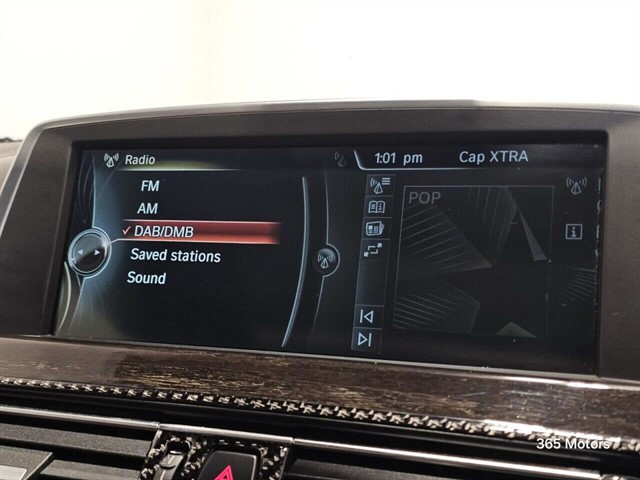 Radio
1:01 pm
Cap XTRA
FM
AM
✓ DAB/DMB
Saved stations
Sound
POP
365 Motors